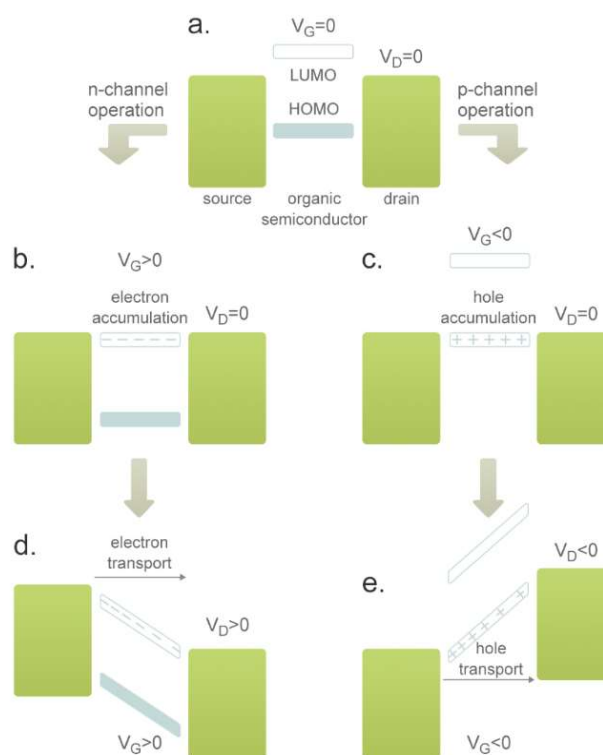 a.
V_G=0
LUMO
V_D=0
n-channel
operation
HOMO
p-channel
operation
source
organic
semiconductor
drain
b.
V_G>0
c.
V_G<0
electron
accumulation
V_D=0
hole
accumulation
V_D=0
d.
electron
transport
V_D>0
V_G>0
e.
V_D<0
hole
transport
V_G<0